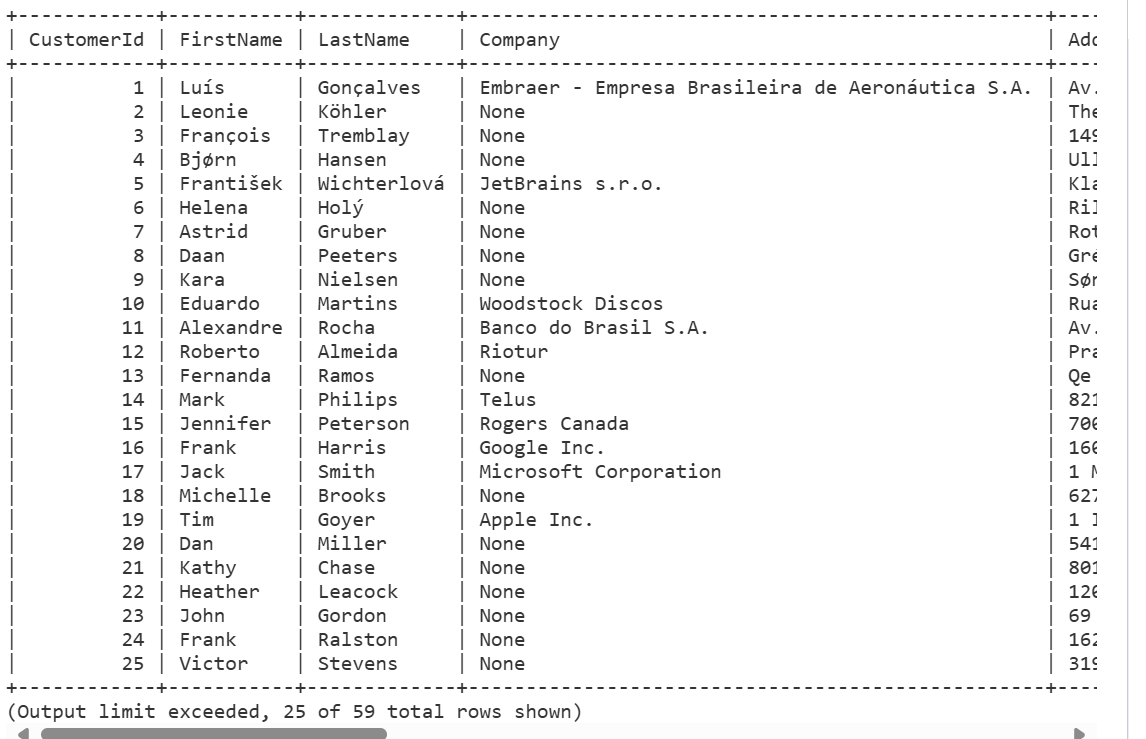 +------------+-----------+-------------+---------------------------------------------------+----
| CustomerId | FirstName | LastName    | Company                                           | Add
+------------+-----------+-------------+---------------------------------------------------+----
|          1 | Luís      | Gonçalves   | Embraer - Empresa Brasileira de Aeronáutica S.A. | Av.
|          2 | Leonie    | Köhler      | None                                              | The
|          3 | François  | Tremblay    | None                                              | 149
|          4 | Bjørn     | Hansen      | None                                              | Ull
|          5 | František | Wichterlová | JetBrains s.r.o.                                  | Kla
|          6 | Helena    | Holý        | None                                              | Ril
|          7 | Astrid    | Gruber      | None                                              | Rot
|          8 | Daan      | Peeters     | None                                              | Gré
|          9 | Kara      | Nielsen     | None                                              | Søn
|         10 | Eduardo   | Martins     | Woodstock Discos                                  | Rua
|         11 | Alexandre | Rocha       | Banco do Brasil S.A.                              | Av.
|         12 | Roberto   | Almeida     | Riotur                                            | Pra
|         13 | Fernanda  | Ramos       | None                                              | Qe
|         14 | Mark      | Philips     | Telus                                             | 821
|         15 | Jennifer  | Peterson    | Rogers Canada                                     | 700
|         16 | Frank     | Harris      | Google Inc.                                       | 160
|         17 | Jack      | Smith       | Microsoft Corporation                             | 1 M
|         18 | Michelle  | Brooks      | None                                              | 627
|         19 | Tim       | Goyer       | Apple Inc.                                        | 1 I
|         20 | Dan       | Miller      | None                                              | 541
|         21 | Kathy     | Chase       | None                                              | 801
|         22 | Heather   | Leacock     | None                                              | 120
|         23 | John      | Gordon      | None                                              | 69
|         24 | Frank     | Ralston     | None                                              | 162
|         25 | Victor    | Stevens     | None                                              | 319
+------------+-----------+-------------+---------------------------------------------------+----
(Output limit exceeded, 25 of 59 total rows shown)